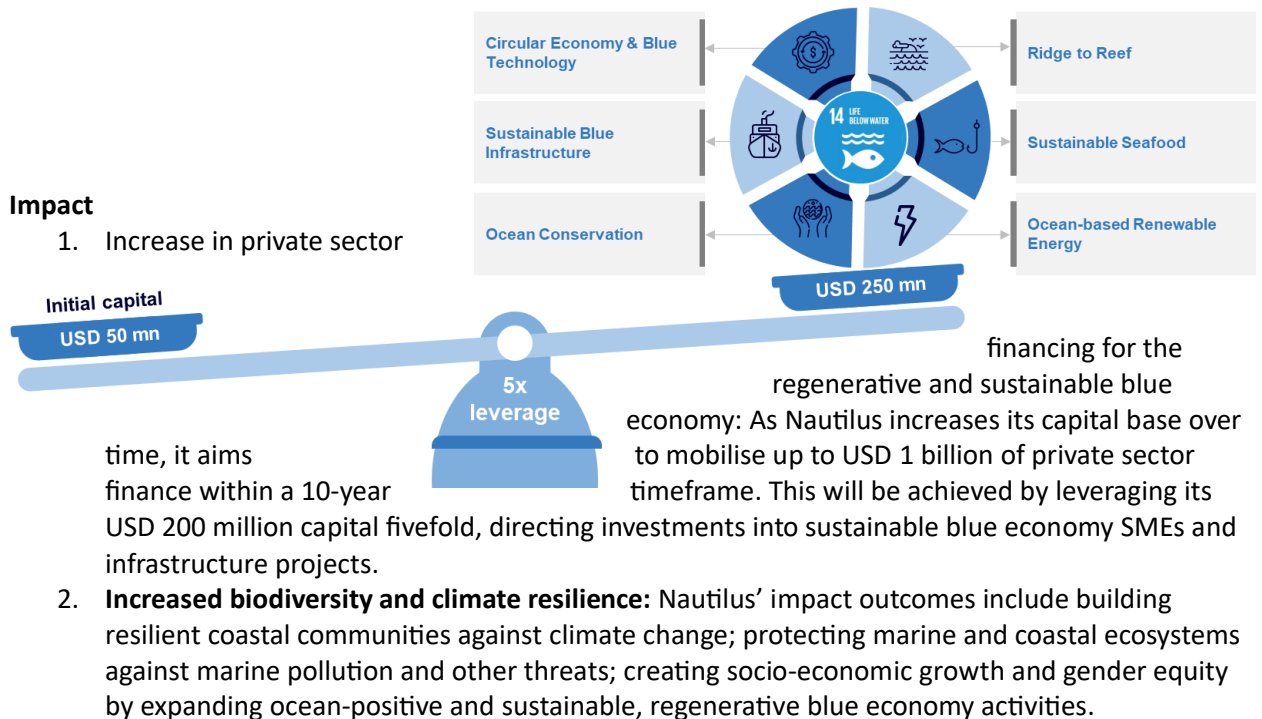 Circular Economy & Blue
Technology
Ridge to Reef
14 LIFE
BELOW WATER
Sustainable Blue
Infrastructure
Sustainable Seafood
Ocean Conservation
Ocean-based Renewable
Energy
Impact
1. Increase in private sector
Initial capital
USD 50 mn
USD 250 mn
5x
leverage
financing for the
regenerative and sustainable blue
economy: As Nautilus increases its capital base over
time, it aims to mobilise up to USD 1 billion of private sector
finance within a 10-year timeframe. This will be achieved by leveraging its
USD 200 million capital fivefold, directing investments into sustainable blue economy SMEs and
infrastructure projects.
2. Increased biodiversity and climate resilience: Nautilus’ impact outcomes include building
resilient coastal communities against climate change; protecting marine and coastal ecosystems
against marine pollution and other threats; creating socio-economic growth and gender equity
by expanding ocean-positive and sustainable, regenerative blue economy activities.